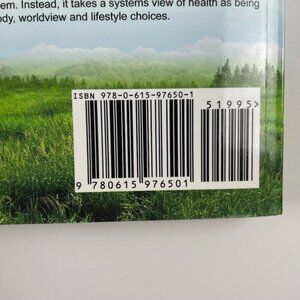 em. Instead, it takes a systems view of health as being
ody, worldview and lifestyle choices.
ISBN 978-0-615-97650-1
51995>
9 780615 976501